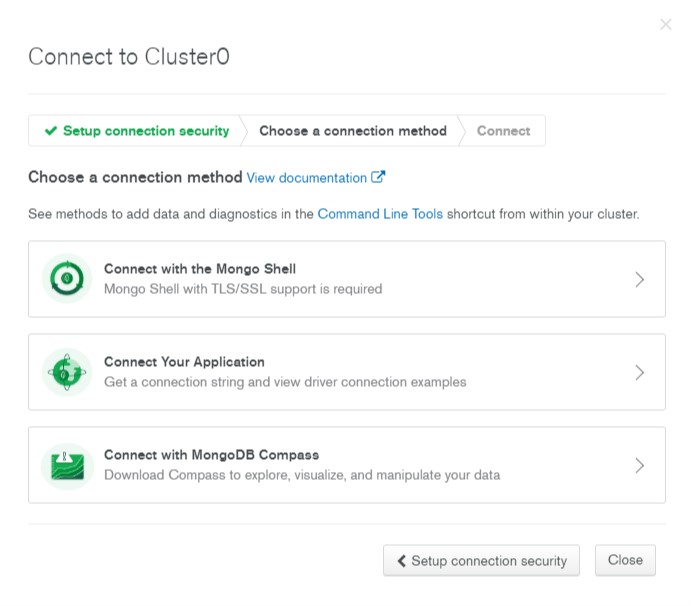 Connect to Cluster0
Setup connection security
Choose a connection method
Connect
Choose a connection method View documentation
See methods to add data and diagnostics in the Command Line Tools shortcut from within your cluster.
Connect with the Mongo Shell
Mongo Shell with TLS/SSL support is required
Connect Your Application
Get a connection string and view driver connection examples
Connect with MongoDB Compass
Download Compass to explore, visualize, and manipulate your data
Setup connection security
Close